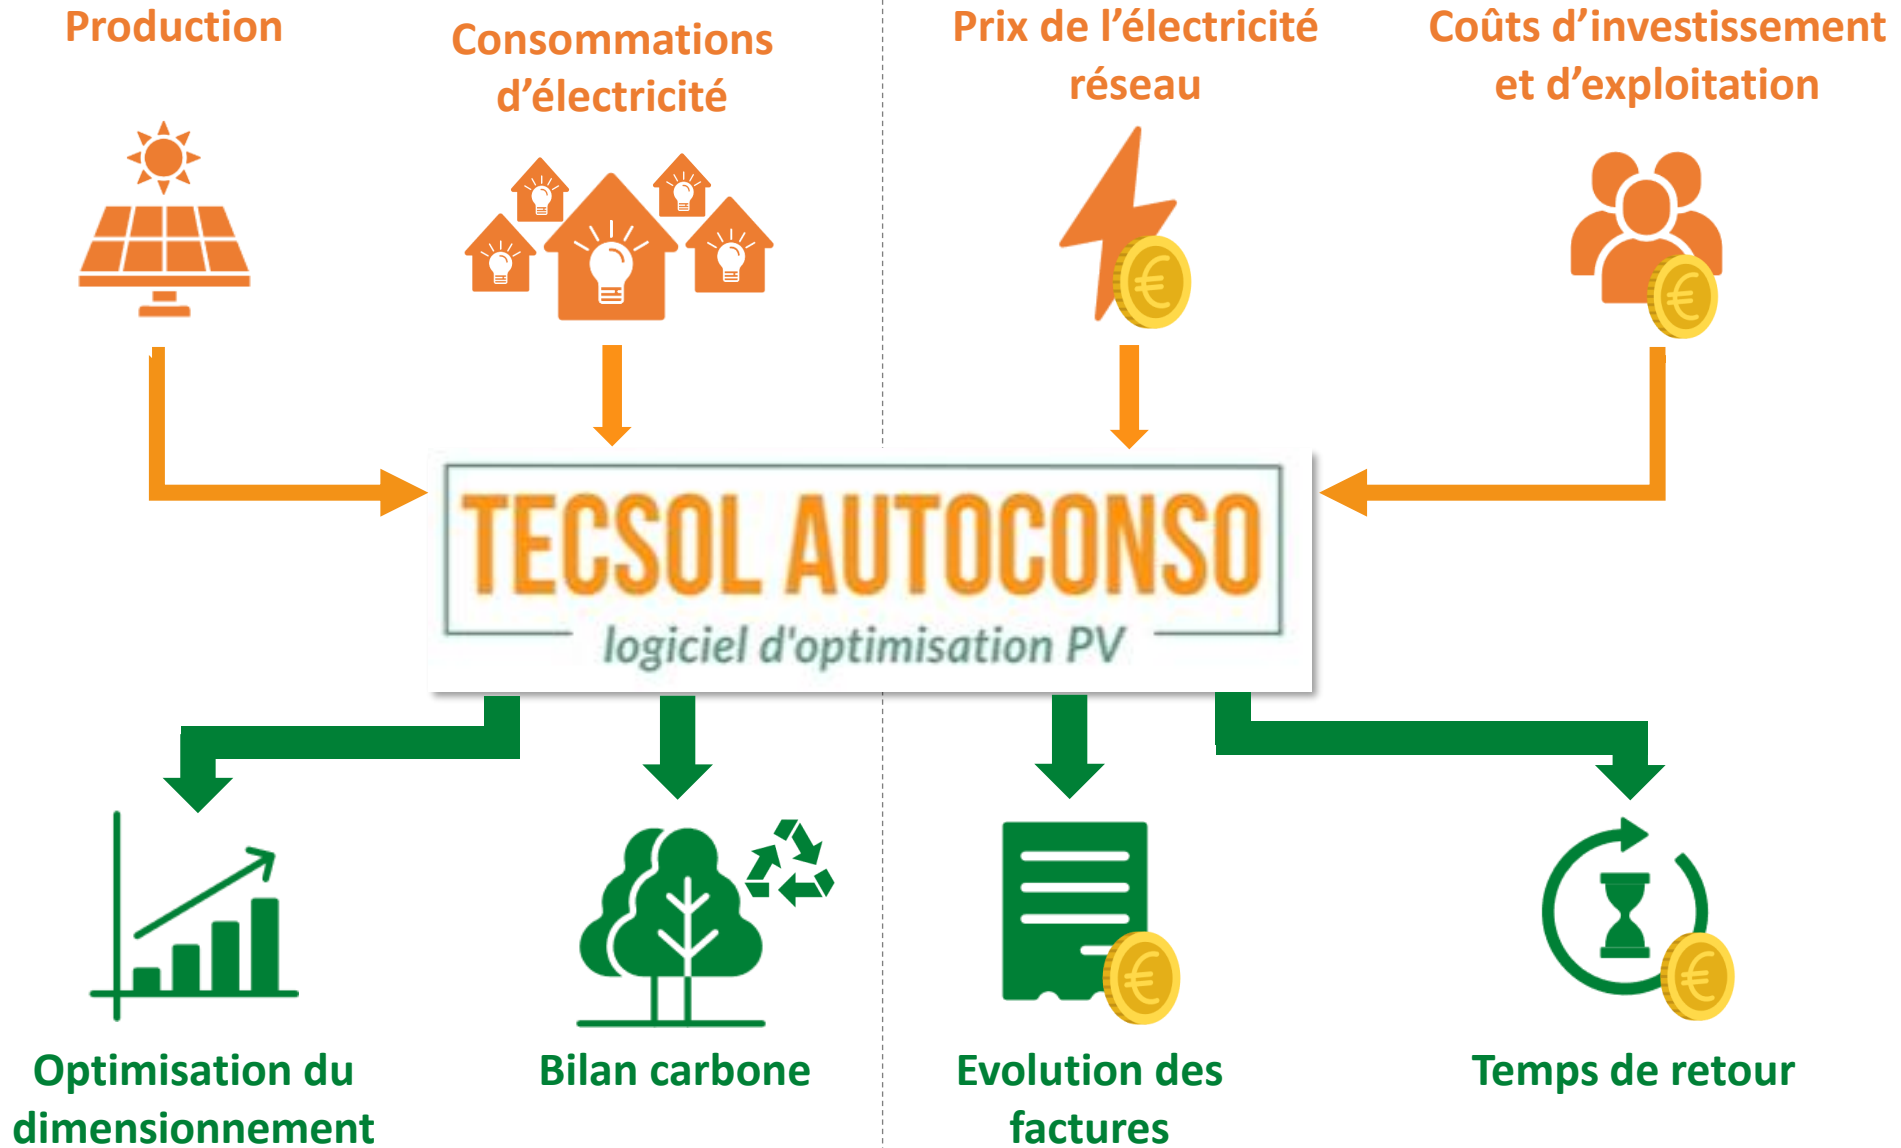 Production
Consommations
d’électricité
Prix de l’électricité
réseau
Coûts d’investissement
et d’exploitation
TECSOL AUTOCONSO
logiciel d'optimisation PV
Optimisation du
dimensionnement
Bilan carbone
Evolution des
factures
Temps de retour